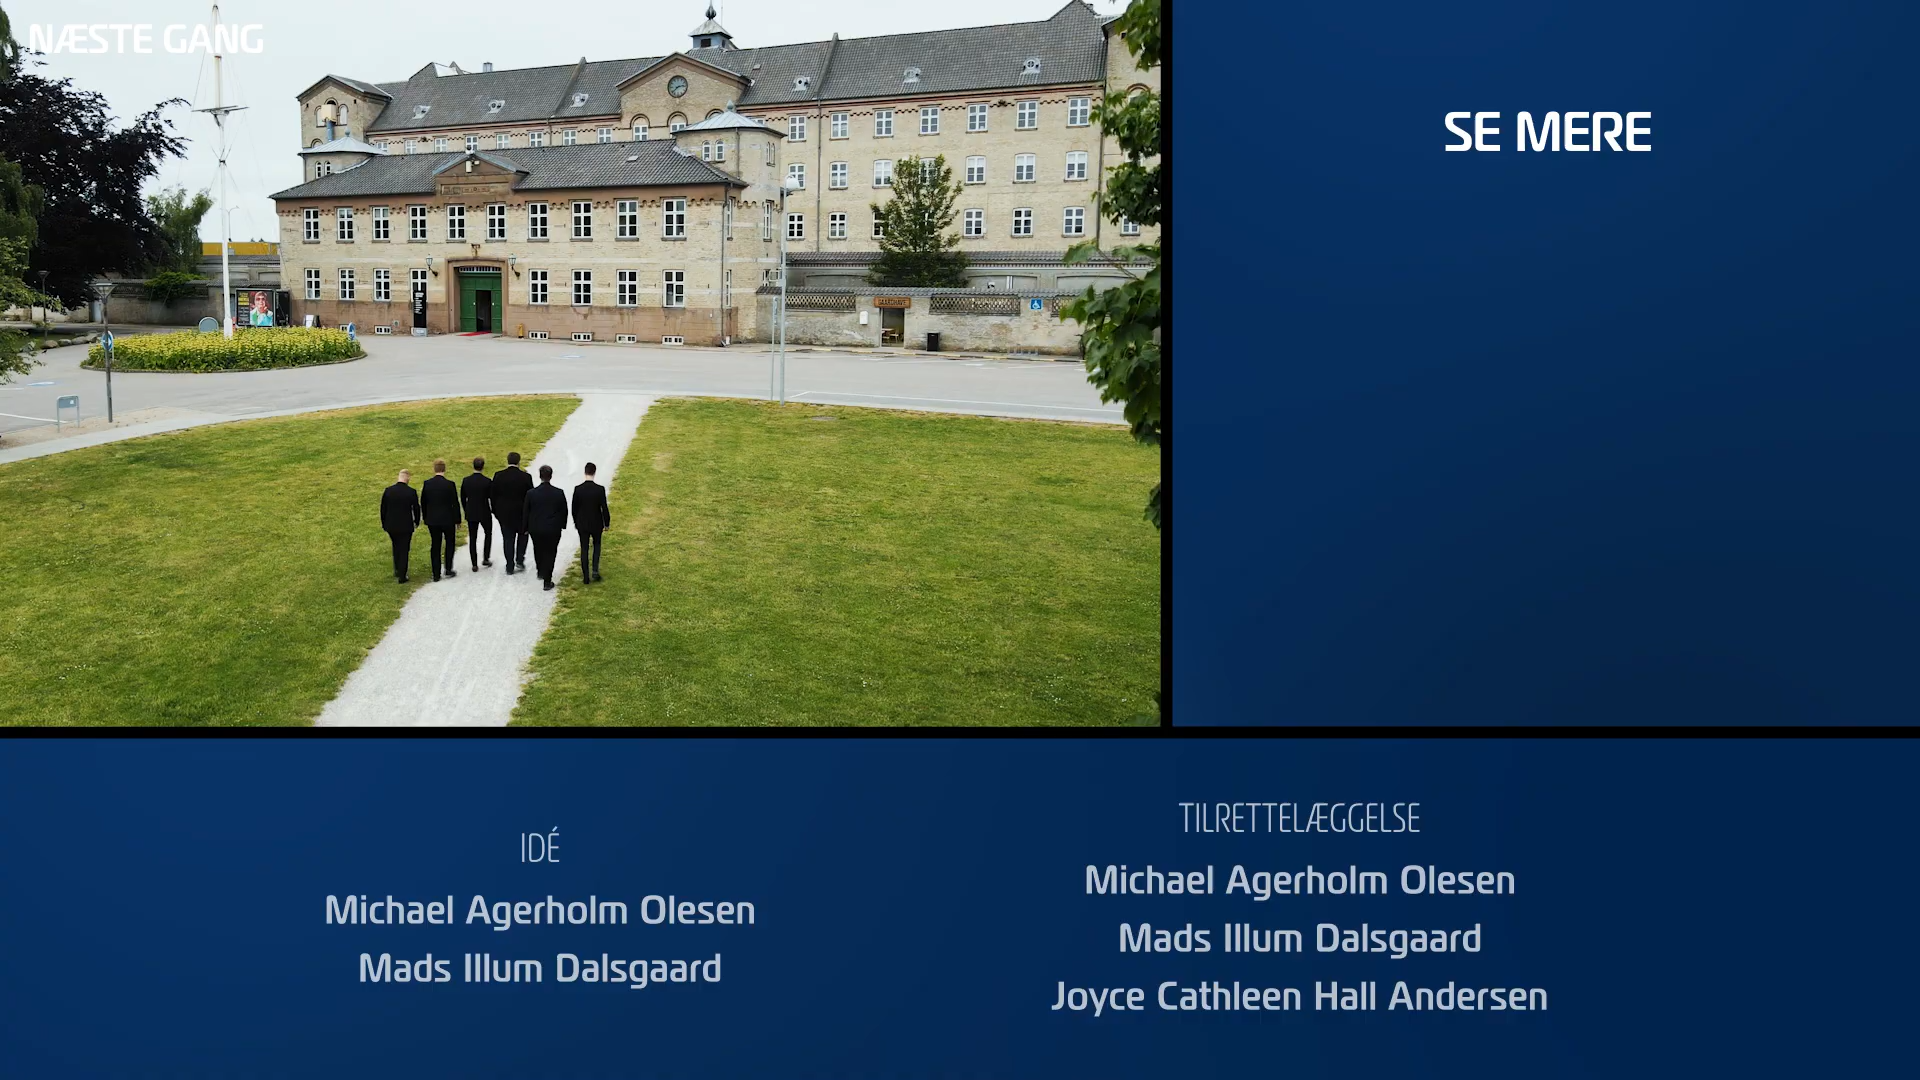 NÆSTE GANG
SE MERE
GAARDHAVE
IDÉ
Michael Agerholm Olesen
Mads Illum Dalsgaard
TILRETTELÆGGELSE
Michael Agerholm Olesen
Mads Illum Dalsgaard
Joyce Cathleen Hall Andersen